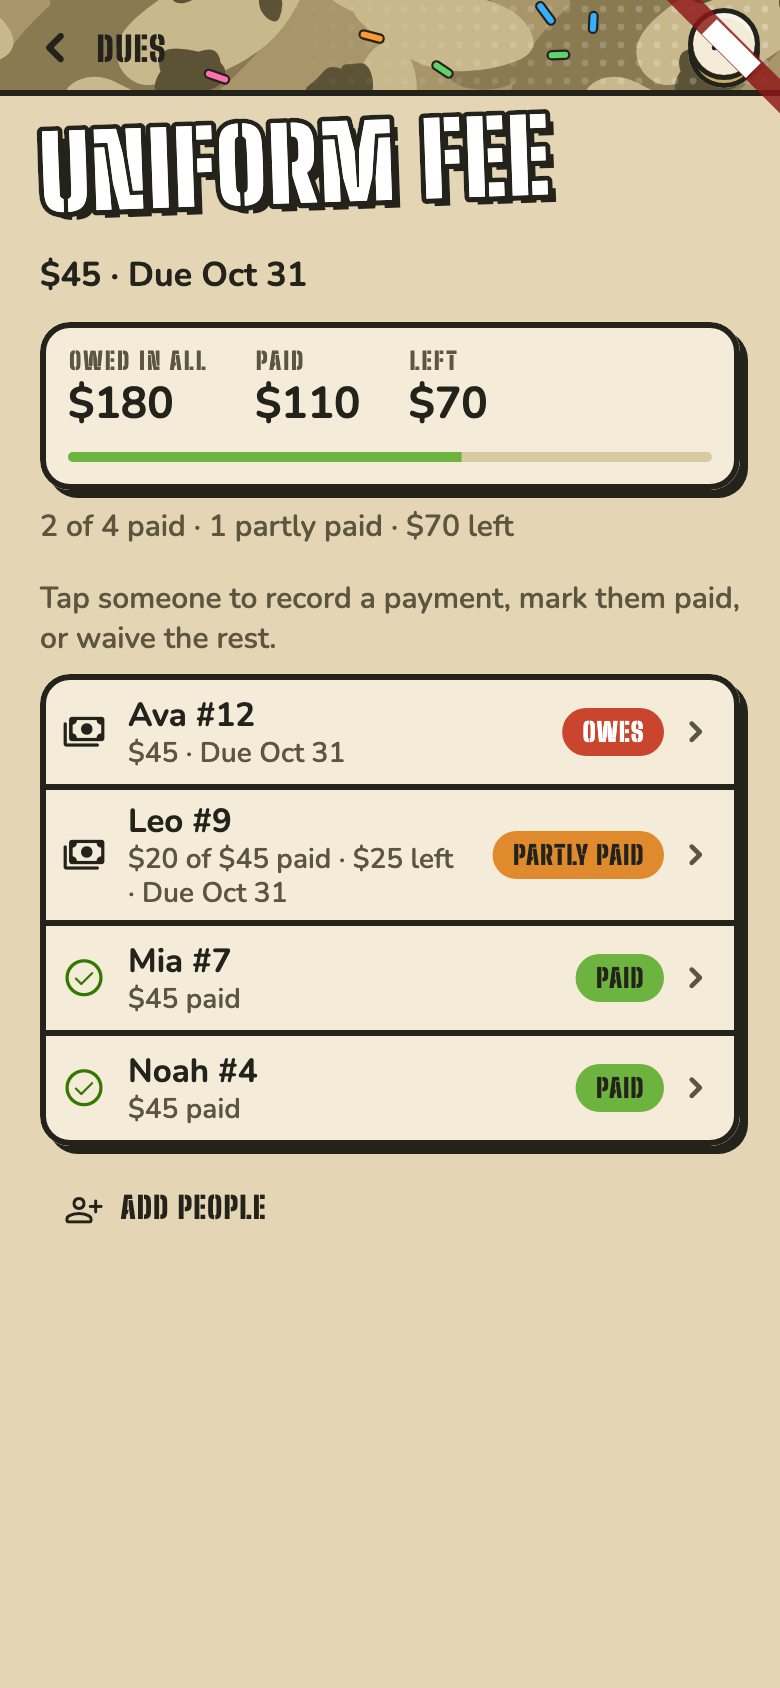 DUES
UNIFORM FEE
$45 · Due Oct 31
OWED IN ALL PAID LEFT
$180 $110 $70
2 of 4 paid · 1 partly paid · $70 left
Tap someone to record a payment, mark them paid,
or waive the rest.
Ava #12
$45 · Due Oct 31
OWES
Leo #9
$20 of $45 paid · $25 left
· Due Oct 31
PARTLY PAID
Mia #7
$45 paid
PAID
Noah #4
$45 paid
PAID
ADD PEOPLE